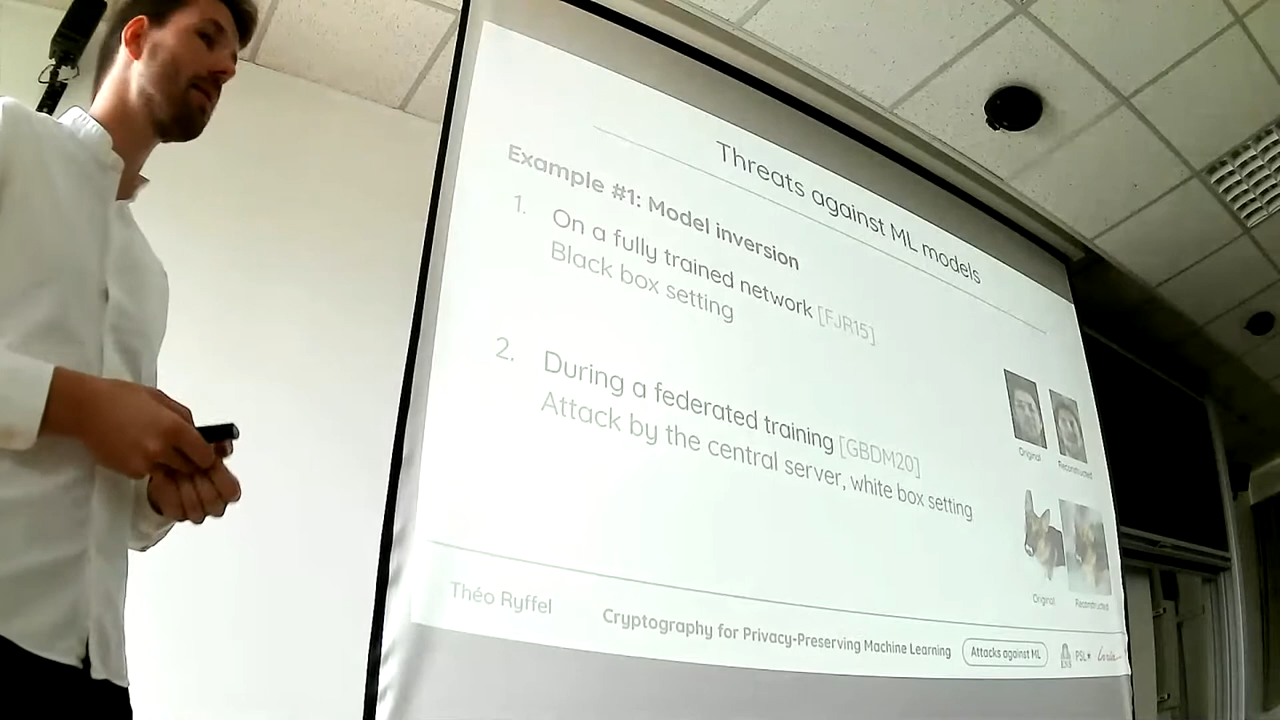 Threats against ML models
Example #1: Model inversion
1. On a fully trained network [FJR15]
Black box setting
2. During a federated training [GBDM20]
Attack by the central server, white box setting
Original Reconstructed
Original Reconstructed
Théo Ryffel
Cryptography for Privacy-Preserving Machine Learning
Attacks against ML
PSL★